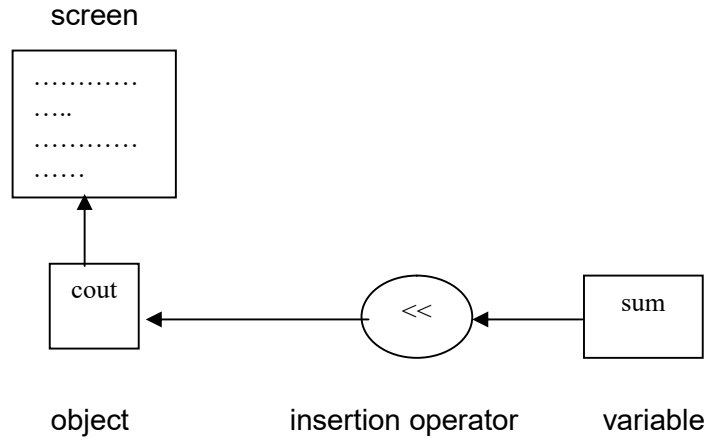 screen
…………
…..
…………
……
cout
<<
sum
object
insertion operator
variable